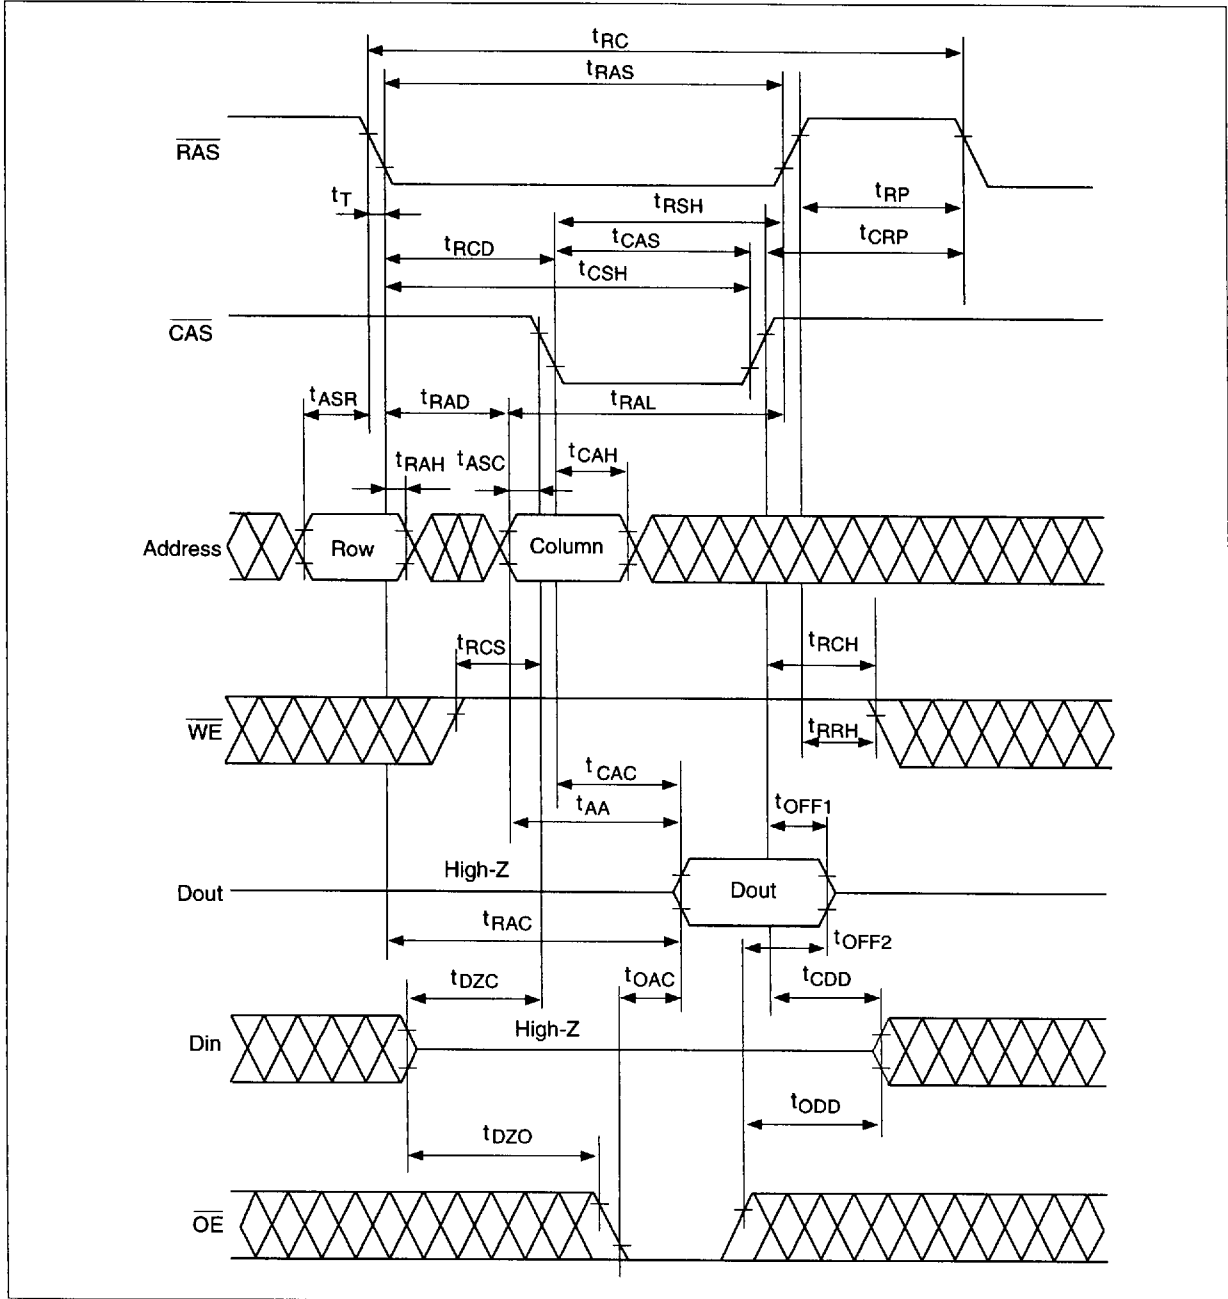 tRC
tRAS
RAS
tT
tRP
tRSH
tCAS
tCRP
tRCD
tCSH
CAS
tASR
tRAD
tRAL
tRAH
tASC
tCAH
Address
Row
Column
tRCS
tRCH
WE
tRRH
tCAC
tAA
tOFF1
High-Z
Dout
Dout
tRAC
tOFF2
tDZC
tOAC
tCDD
Din
High-Z
tODD
tDZO
OE